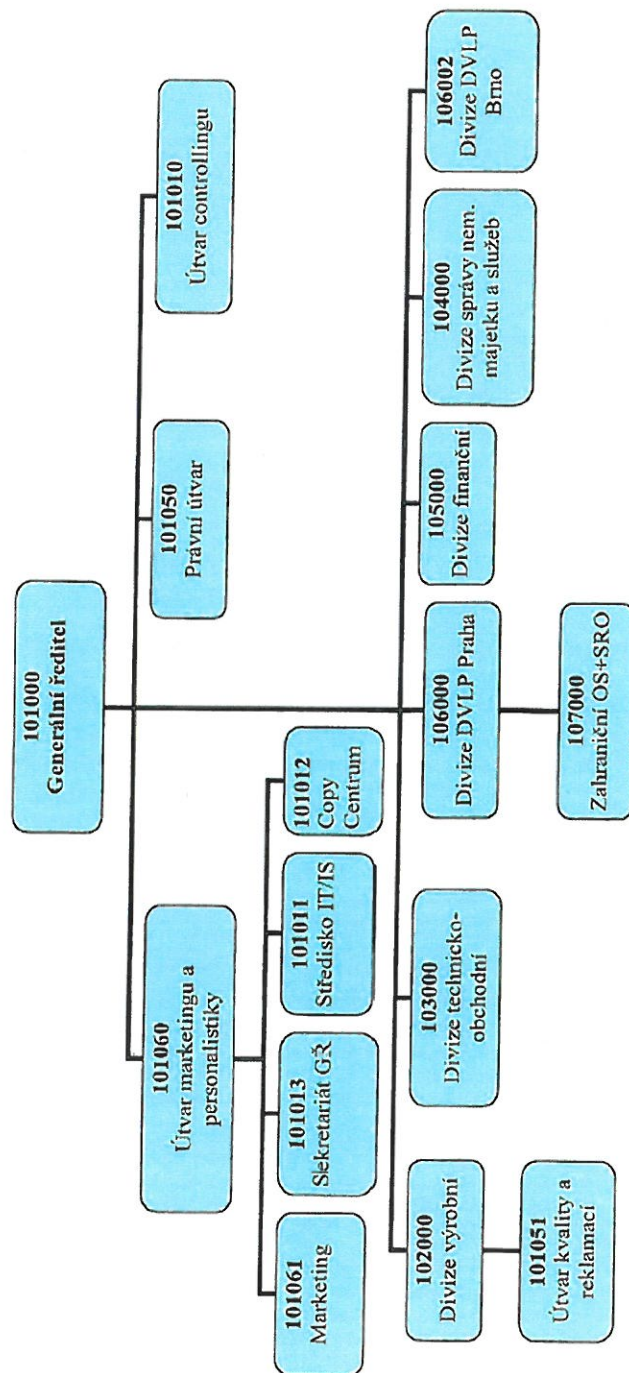 101000
Generální ředitel
101060
Útvar marketingu a
personalistiky
101050
Právní útvar
101010
Útvar controllingu
101061
Marketing
101013
Sekretariát GŘ
101011
Středisko IT/IS
101012
Copy
Centrum
102000
Divize výrobní
103000
Divize technicko-
obchodní
106000
Divize DVLP Praha
105000
Divize finanční
104000
Divize správy nem.
majetku a služeb
106002
Divize DVLP
Brno
101051
Útvar kvality a
reklamací
107000
Zahraniční OS+SRO